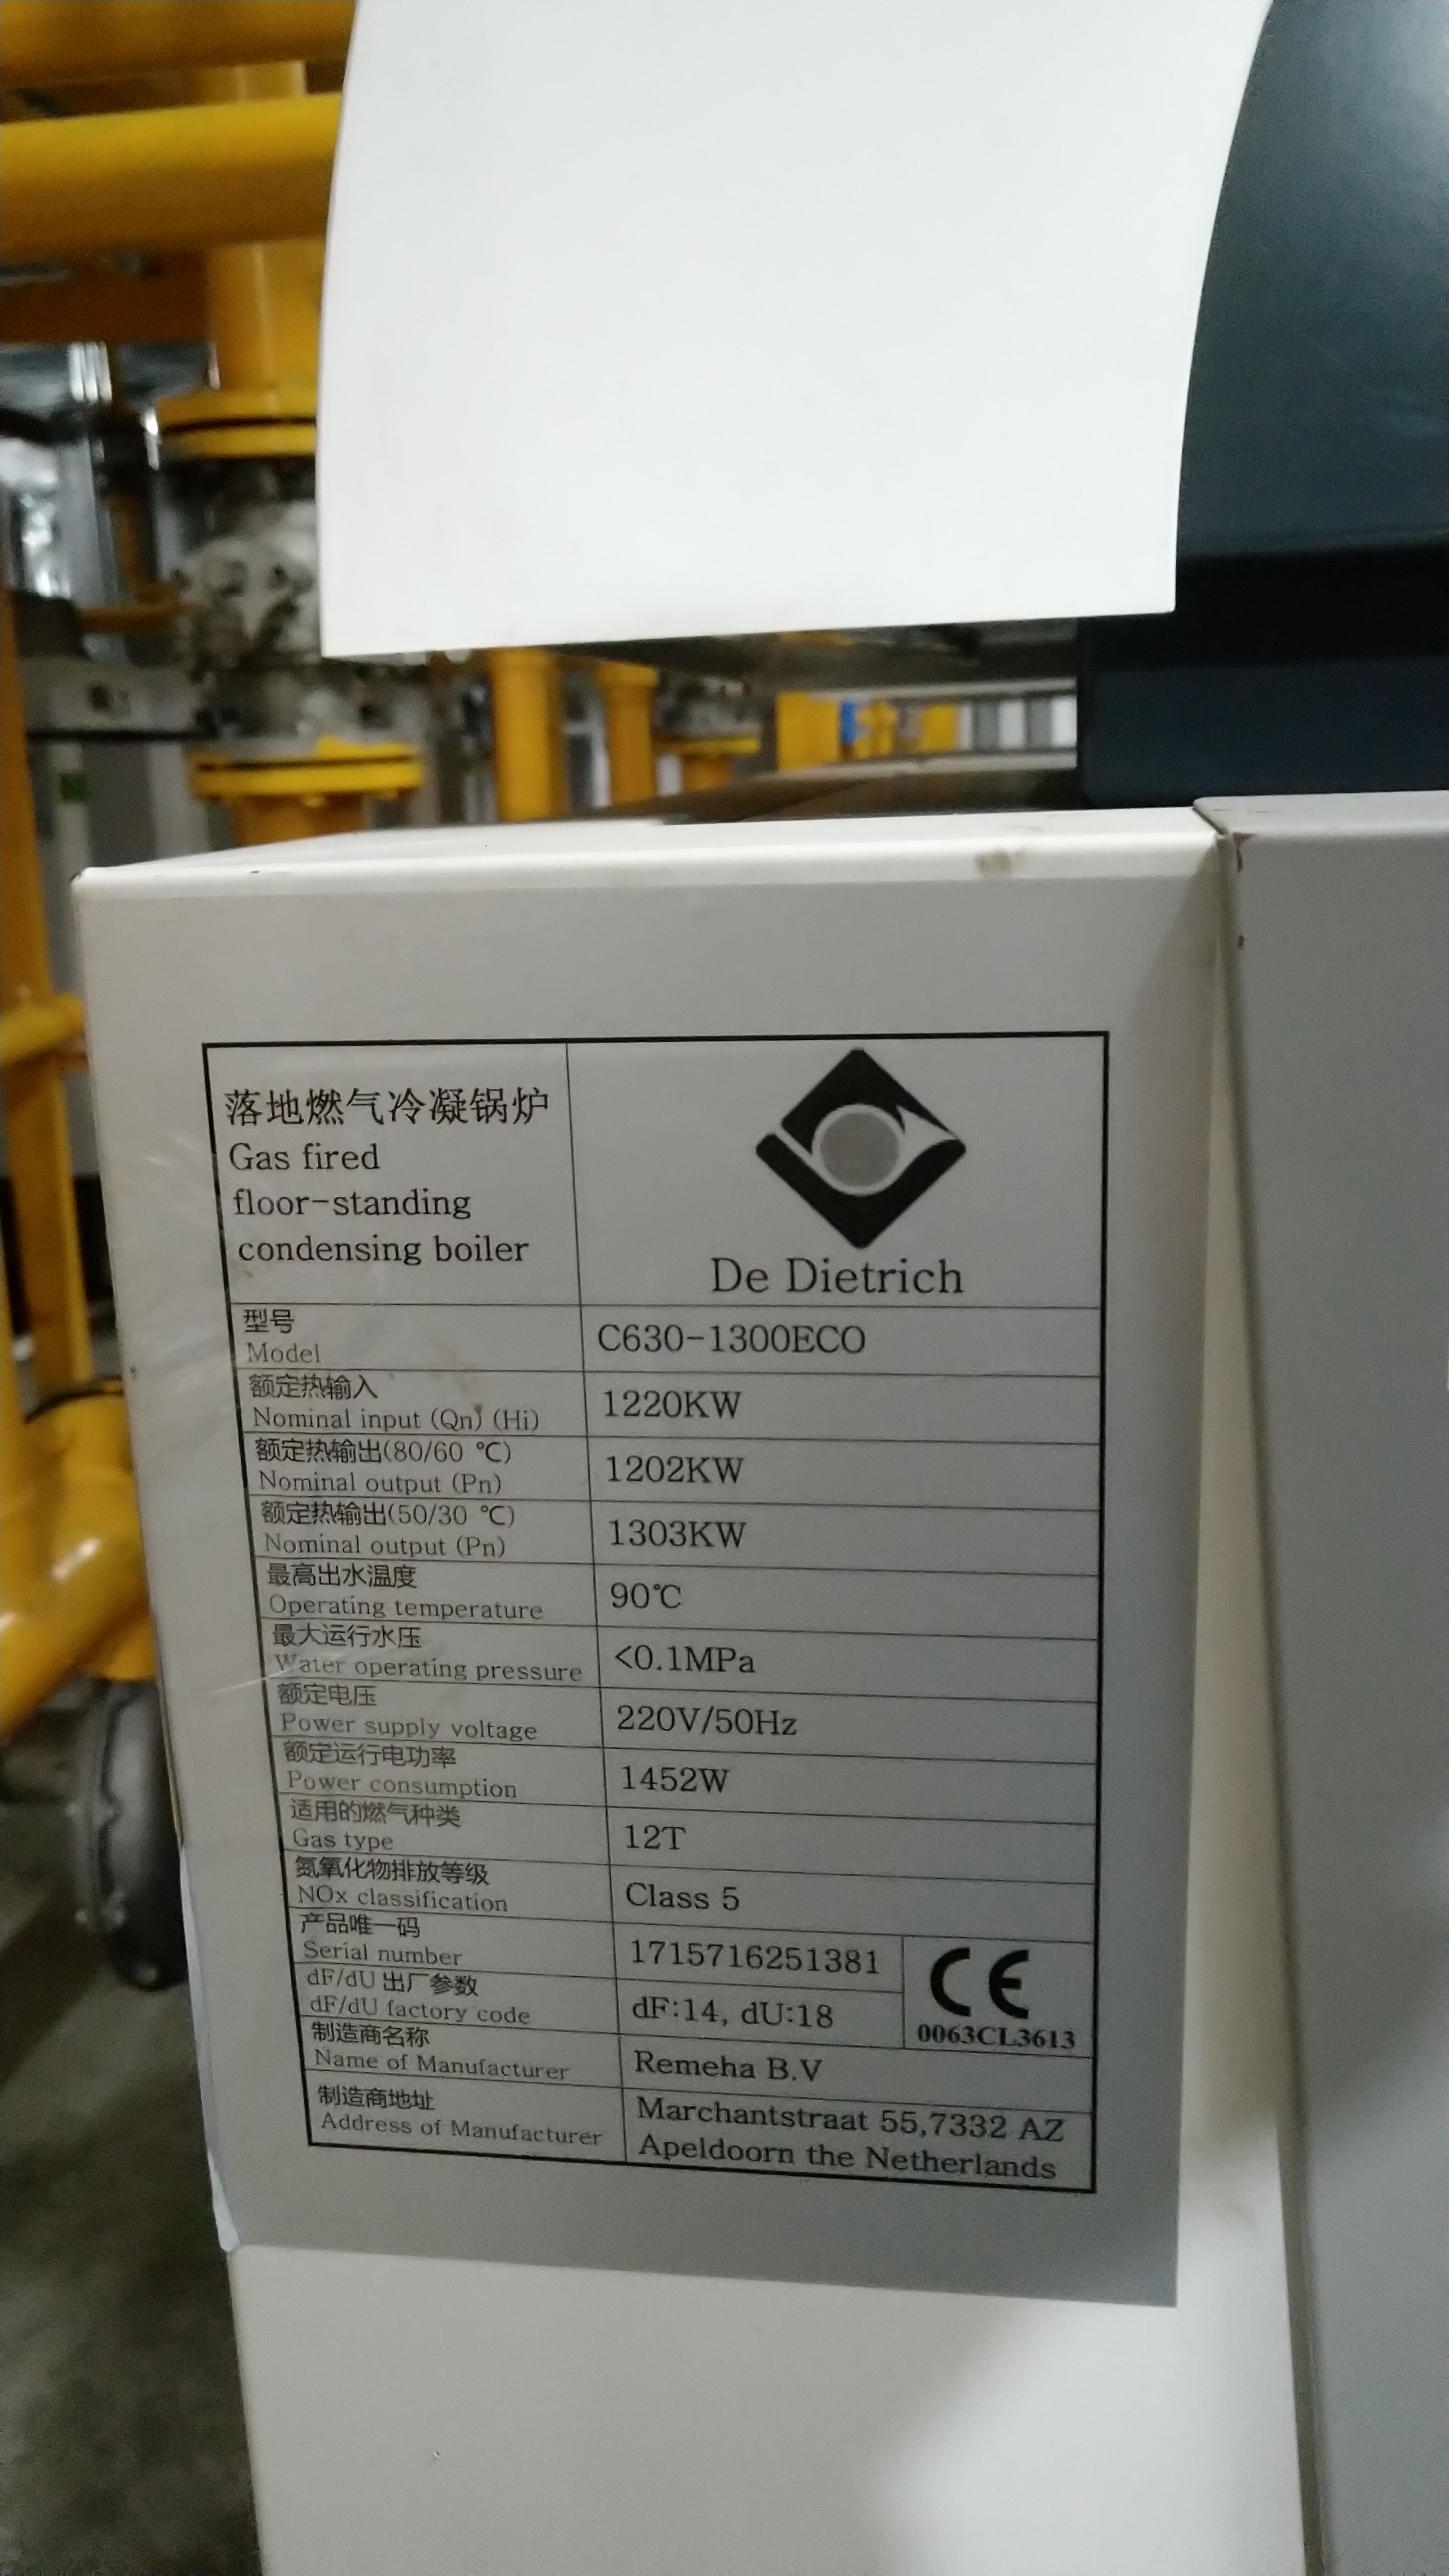 落地燃气冷凝锅炉
Gas fired
floor-standing
condensing boiler
De Dietrich
型号
Model
C630-1300ECO
额定热输入
Nominal input (Qn) (Hi)
1220KW
额定热输出(80/60 ℃)
Nominal output (Pn)
1202KW
额定热输出(50/30 ℃)
Nominal output (Pn)
1303KW
最高出水温度
Operating temperature
90℃
最大运行水压
Water operating pressure
<0.1MPa
额定电压
Power supply voltage
220V/50Hz
额定运行电功率
Power consumption
1452W
适用的燃气种类
Gas type
12T
氮氧化物排放等级
NOx classification
Class 5
产品唯一码
Serial number
1715716251381
dF/dU 出厂参数
dF/dU factory code
dF:14, dU:18
CE
0063CL3613
制造商名称
Name of Manufacturer
Remeha B.V
制造商地址
Address of Manufacturer
Marchantstraat 55,7332 AZ
Apeldoorn the Netherlands